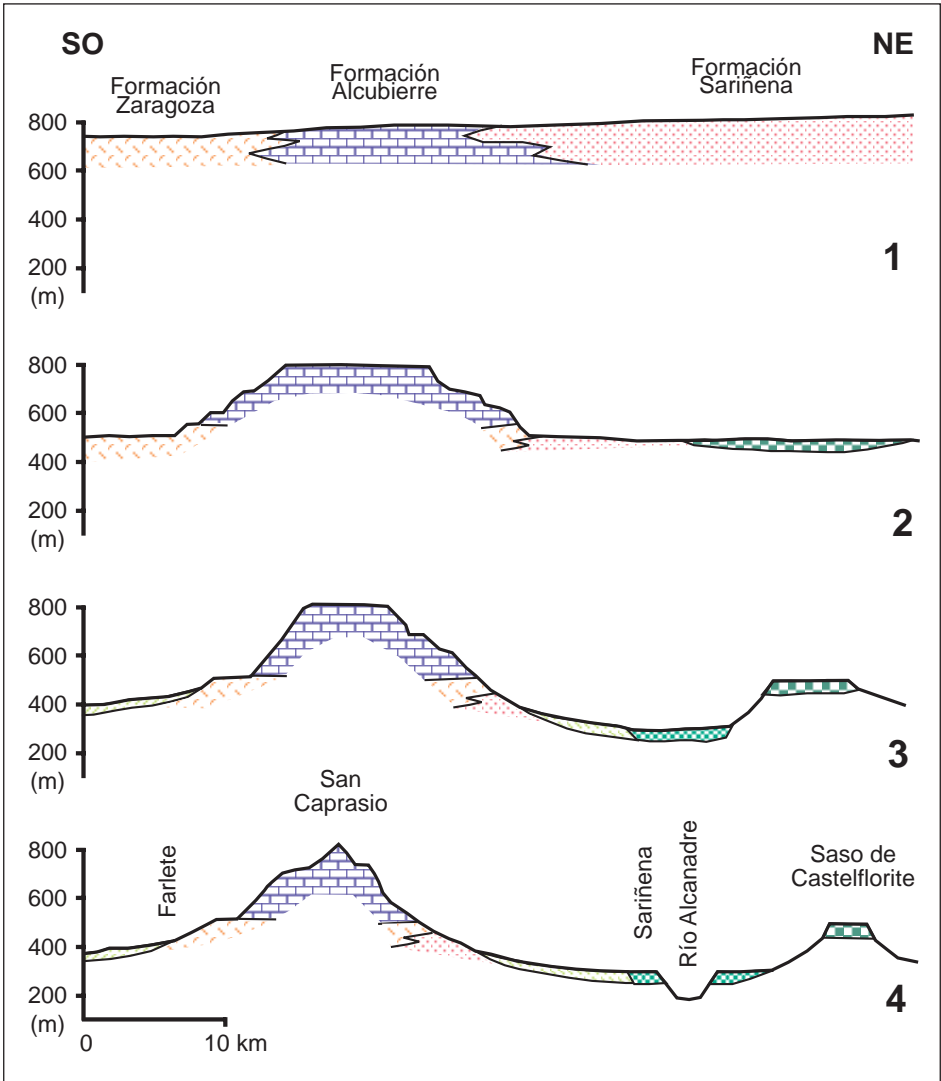 SO
NE
Formación
Zaragoza
Formación
Alcubierre
Formación
Sariñena
800
600
400
200
(m)
1
800
600
400
200
(m)
2
800
600
400
200
(m)
3
San
Caprasio
Farlete
Sariñena
Río Alcanadre
Saso de
Castelflorite
800
600
400
200
(m)
4
0
10 km